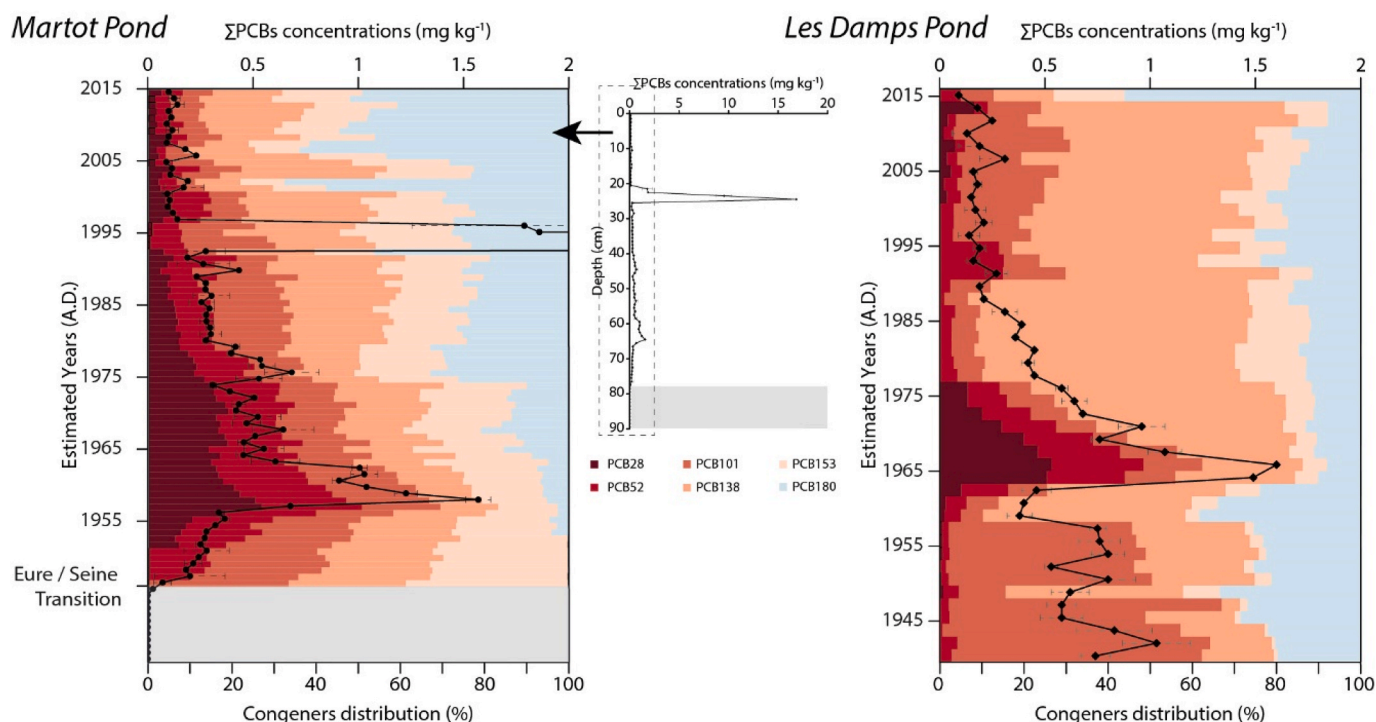 Martot Pond
ΣPCBs concentrations (mg kg⁻¹)
0 0.5 1 1.5 2
2015
2005
1995
1985
1975
1965
1955
Estimated Years (A.D.)
Eure / Seine
Transition
0 20 40 60 80 100
Congeners distribution (%)
ΣPCBs concentrations (mg kg⁻¹)
0 5 10 15 20
0
10
20
30
40
50
60
70
80
90
Depth (cm)
PCB28 PCB101 PCB153
PCB52 PCB138 PCB180
Les Damps Pond
ΣPCBs concentrations (mg kg⁻¹)
0 0.5 1 1.5 2
2015
2005
1995
1985
1975
1965
1955
1945
Estimated Years (A.D.)
0 20 40 60 80 100
Congeners distribution (%)